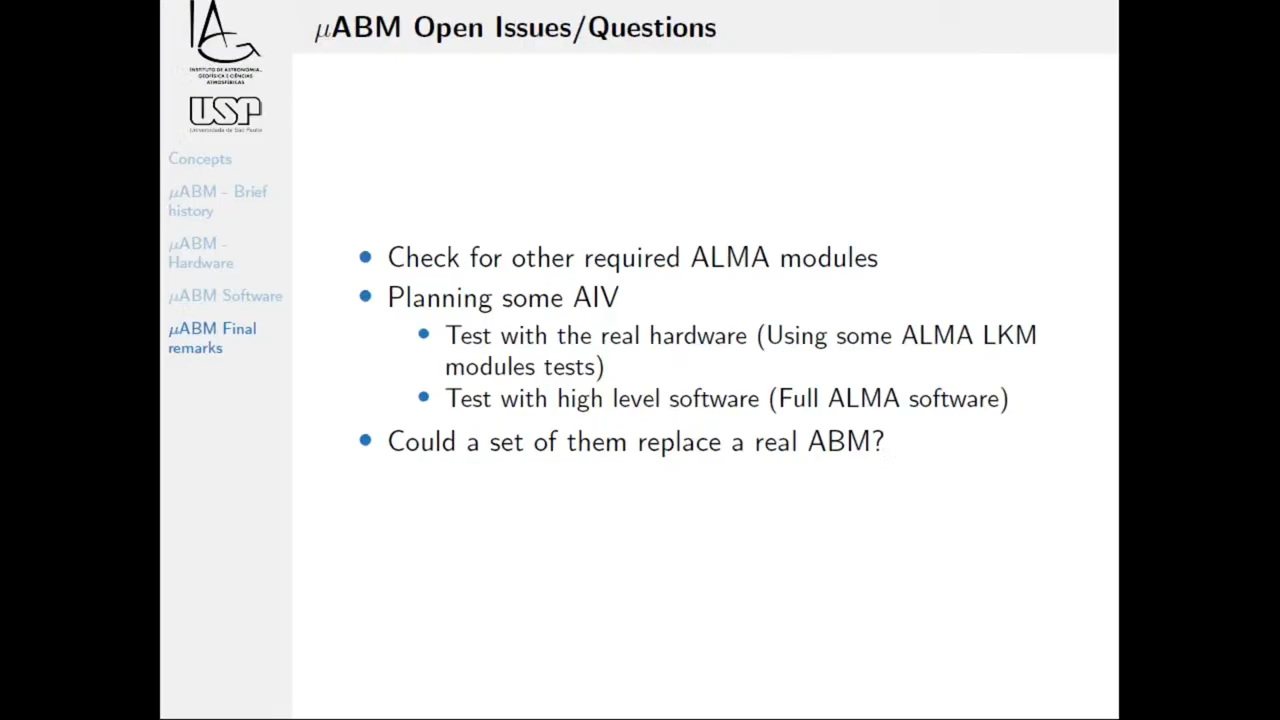 IAG
INSTITUTO DE ASTRONOMIA,
GEOFÍSICA E CIÊNCIAS
ATMOSFÉRICAS
USP
Universidade de São Paulo
Concepts
μABM - Brief
history
μABM -
Hardware
μABM Software
μABM Final
remarks
μABM Open Issues/Questions
Check for other required ALMA modules
Planning some AIV
Test with the real hardware (Using some ALMA LKM
modules tests)
Test with high level software (Full ALMA software)
Could a set of them replace a real ABM?